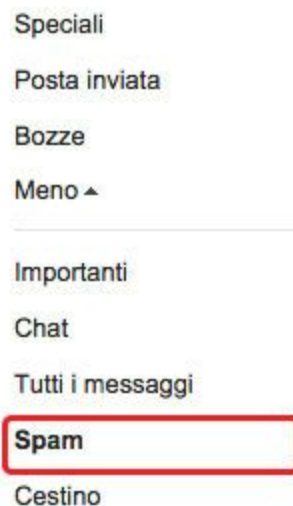 Speciali
Posta inviata
Bozze
Meno
Importanti
Chat
Tutti i messaggi
Spam
Cestino